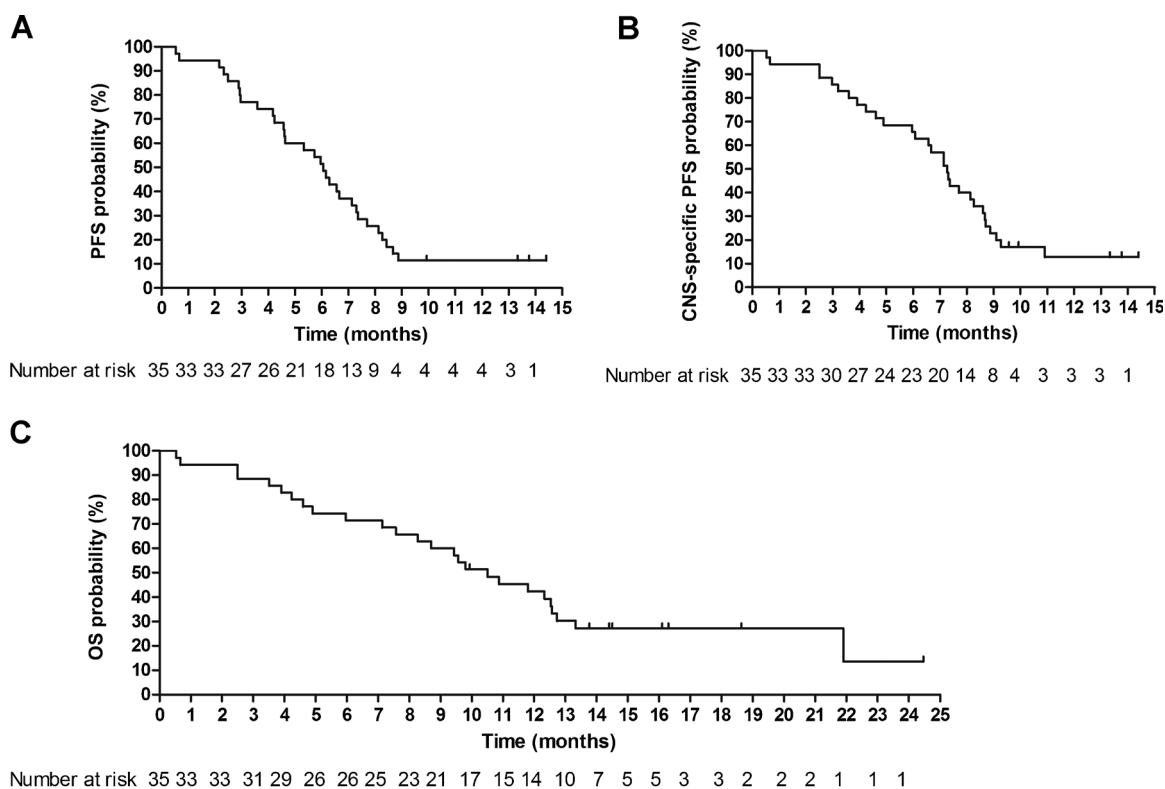 A
PFS probability (%)
100
90
80
70
60
50
40
30
20
10
0
0 1 2 3 4 5 6 7 8 9 10 11 12 13 14 15
Time (months)
Number at risk 35 33 33 27 26 21 18 13 9 4 4 4 4 3 1
B
CNS-specific PFS probability (%)
100
90
80
70
60
50
40
30
20
10
0
0 1 2 3 4 5 6 7 8 9 10 11 12 13 14 15
Time (months)
Number at risk 35 33 33 30 27 24 23 20 14 8 4 3 3 3 1
C
OS probability (%)
100
90
80
70
60
50
40
30
20
10
0
0 1 2 3 4 5 6 7 8 9 10 11 12 13 14 15 16 17 18 19 20 21 22 23 24 25
Time (months)
Number at risk 35 33 33 31 29 26 26 25 23 21 17 15 14 10 7 5 5 3 3 2 2 2 1 1 1